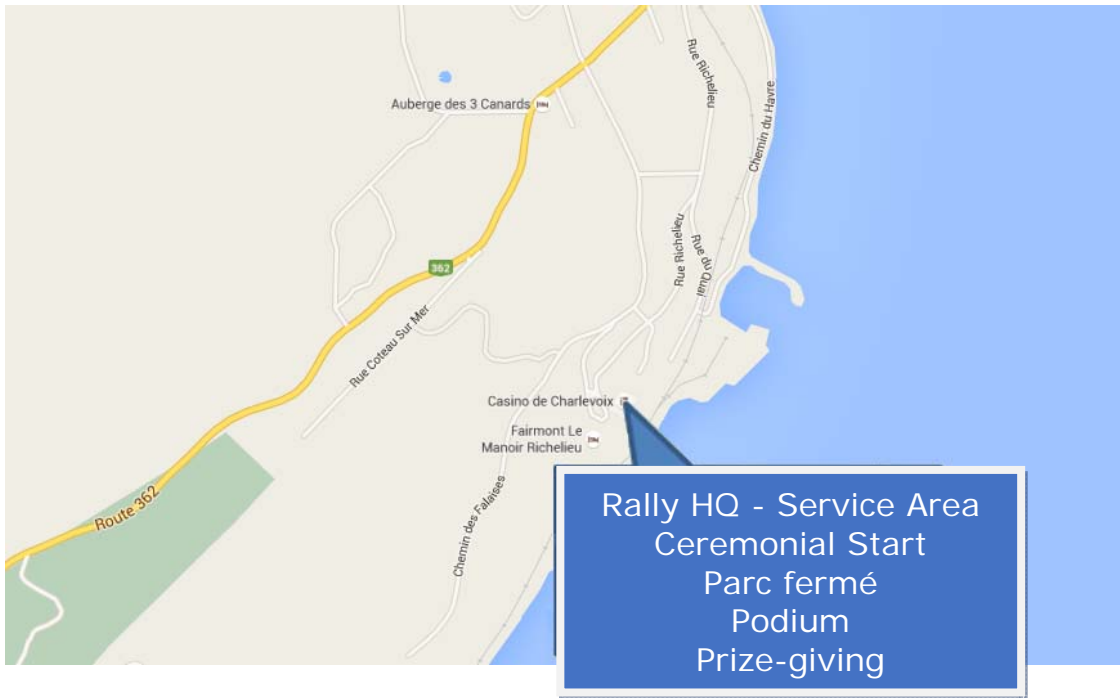 Rue Richelieu
Chemin du Havre
Auberge des 3 Canards
Rue Richelieu
Rue du Quai
362
Rue Coteau Sur Mer
Casino de Charlevoix
Fairmont Le
Manoir Richelieu
Route 362
Chemin des Falaises
Rally HQ - Service Area
Ceremonial Start
Parc fermé
Podium
Prize-giving